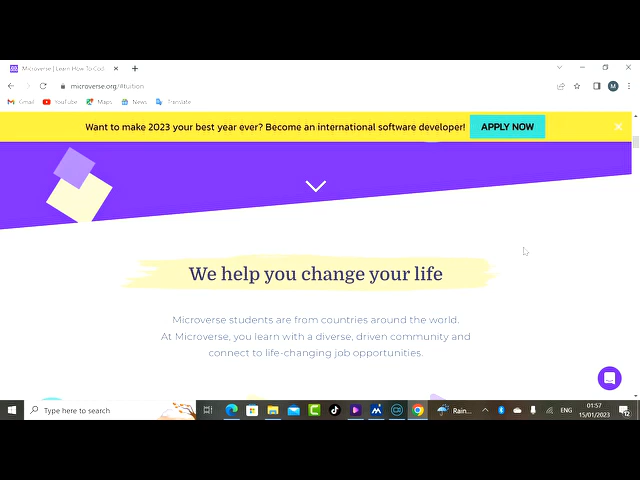 Microverse | Learn How To Cod
microverse.org/#tuition
M
Gmail
YouTube
Maps
News
Translate
Want to make 2023 your best year ever? Become an international software developer!
APPLY NOW
We help you change your life
Microverse students are from countries around the world.
At Microverse, you learn with a diverse, driven community and
connect to life-changing job opportunities.
Type here to search
Rain...
ENG
01:57
15/01/2023
12